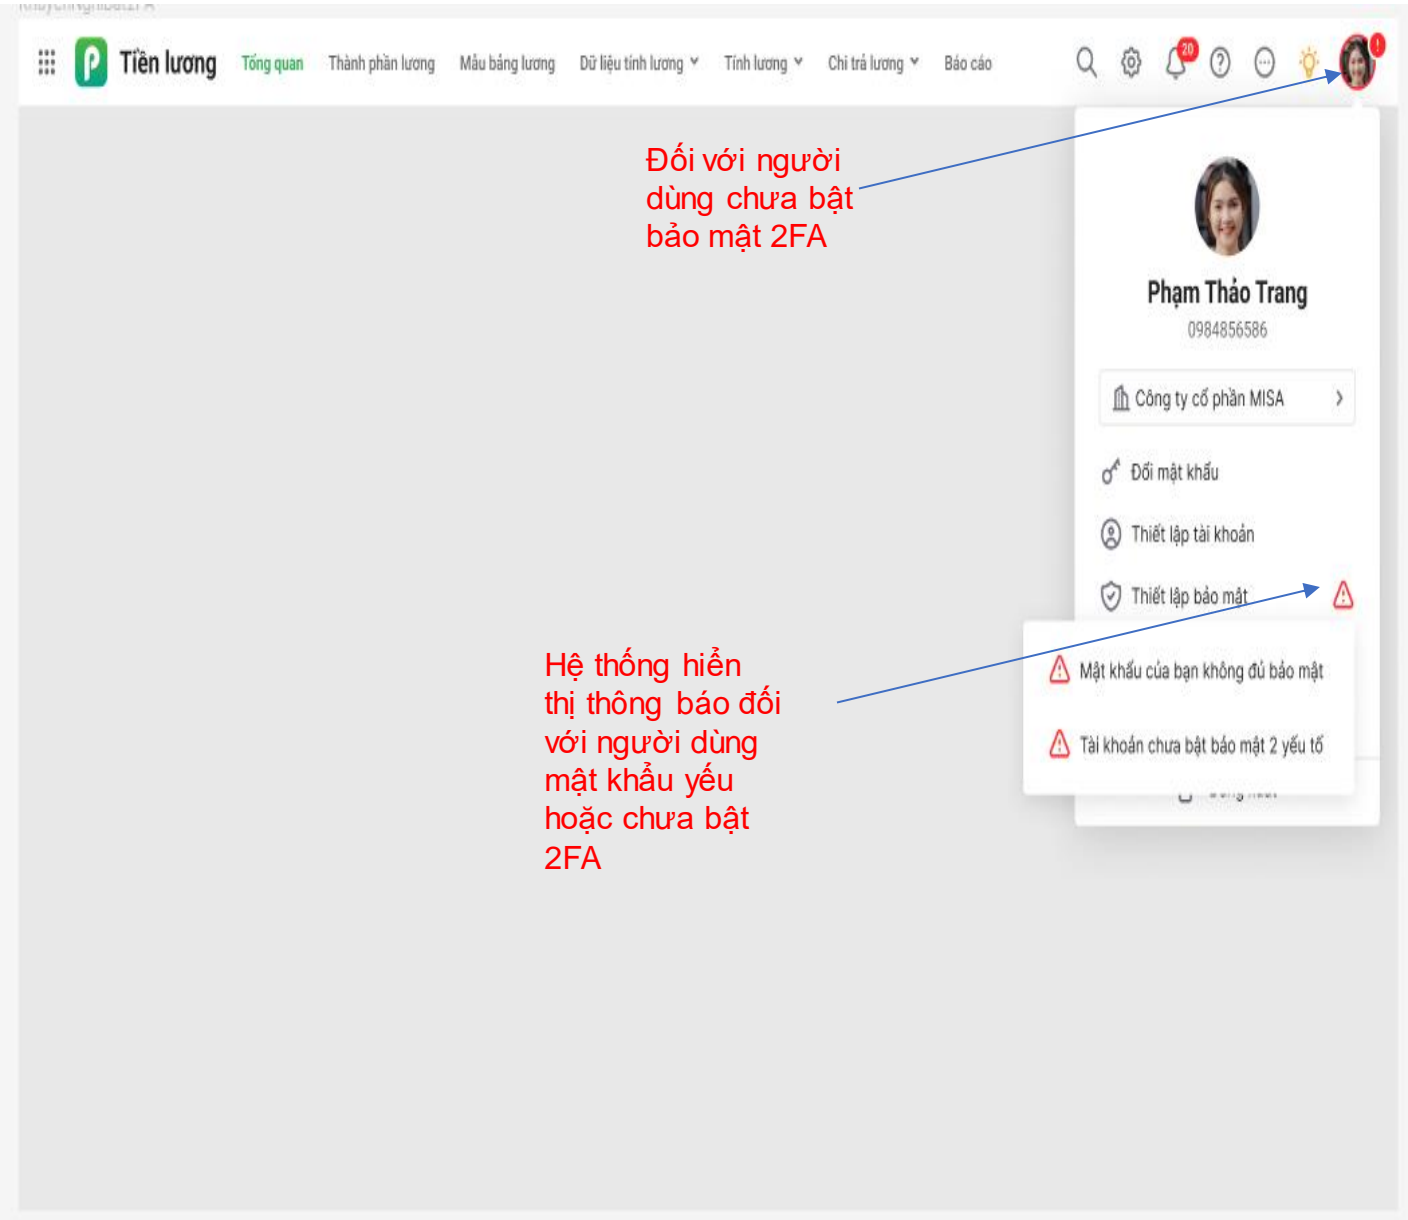 Tiền lương
Tổng quan
Thành phần lương
Mẫu bảng lương
Dữ liệu tính lương
Tính lương
Chi trả lương
Báo cáo
20
Đối với người
dùng chưa bật
bảo mật 2FA
Phạm Thảo Trang
0984856586
Công ty cổ phần MISA
Đổi mật khẩu
Thiết lập tài khoản
Thiết lập bảo mật
Mật khẩu của bạn không đủ bảo mật
Tài khoản chưa bật bảo mật 2 yếu tố
Hệ thống hiển
thị thông báo đối
với người dùng
mật khẩu yếu
hoặc chưa bật
2FA